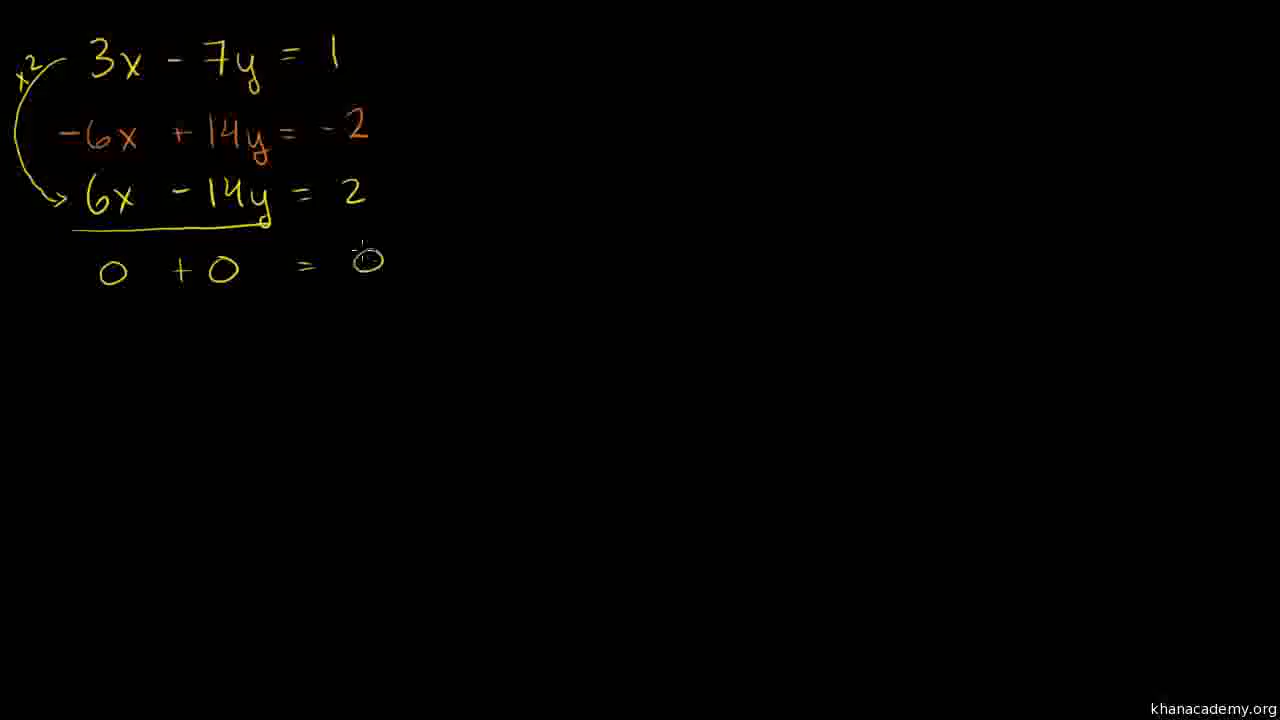 x2
3x - 7y = 1
-6x + 14y = -2
6x - 14y = 2
0 + 0 = 0
khanacademy.org